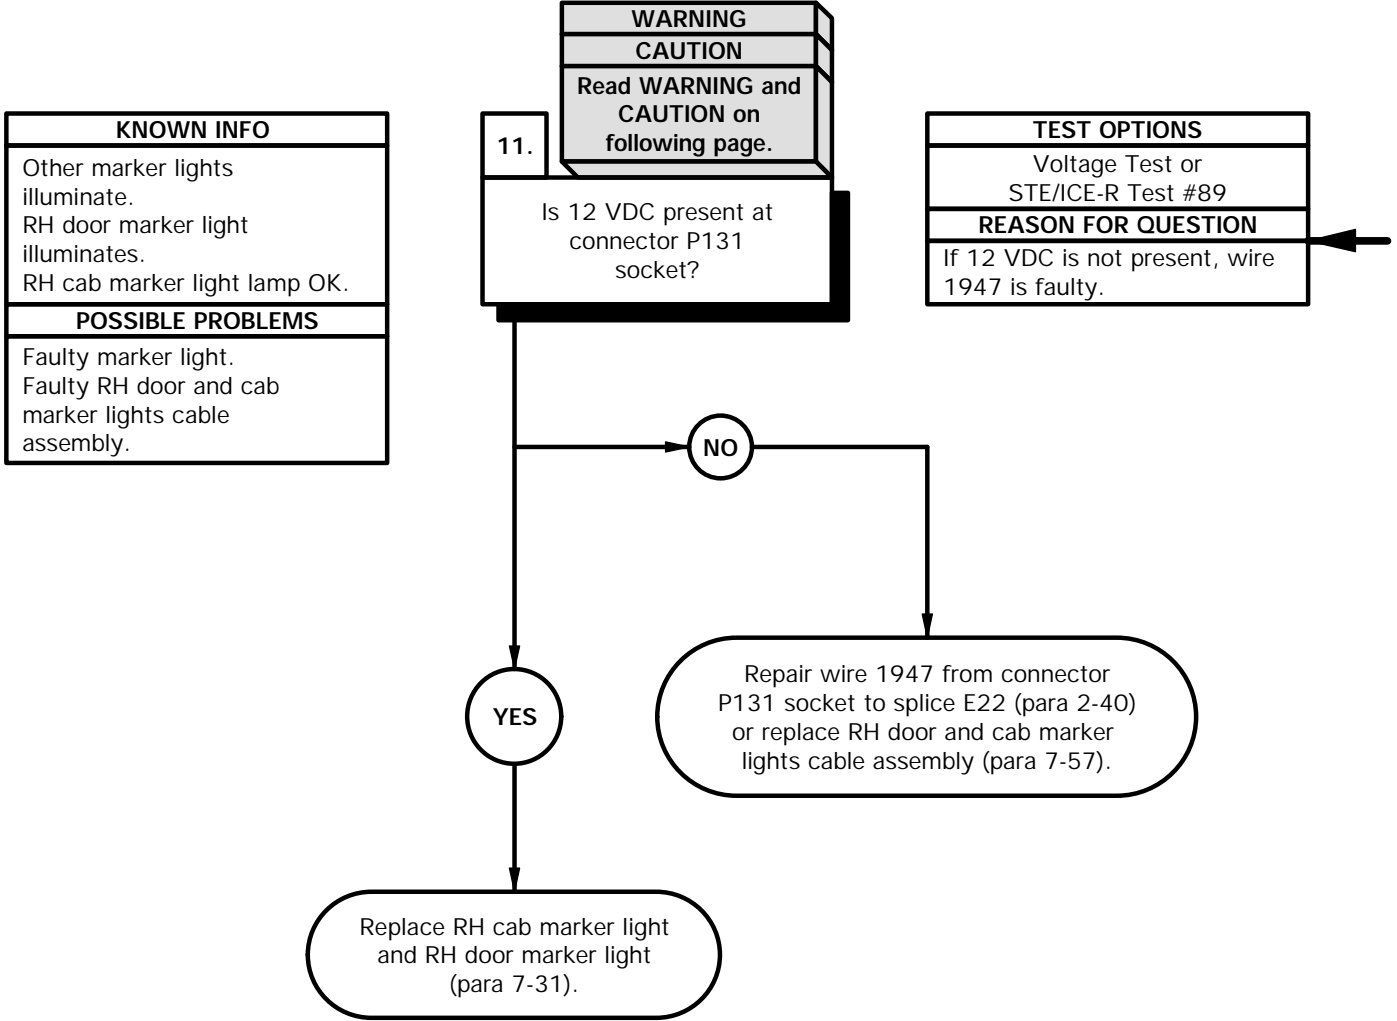 WARNING
CAUTION
Read WARNING and
CAUTION on
following page.
KNOWN INFO
Other marker lights
illuminate.
RH door marker light
illuminates.
RH cab marker light lamp OK.
POSSIBLE PROBLEMS
Faulty marker light.
Faulty RH door and cab
marker lights cable
assembly.
11.
Is 12 VDC present at
connector P131
socket?
TEST OPTIONS
Voltage Test or
STE/ICE-R Test #89
REASON FOR QUESTION
If 12 VDC is not present, wire
1947 is faulty.
NO
YES
Repair wire 1947 from connector
P131 socket to splice E22 (para 2-40)
or replace RH door and cab marker
lights cable assembly (para 7-57).
Replace RH cab marker light
and RH door marker light
(para 7-31).